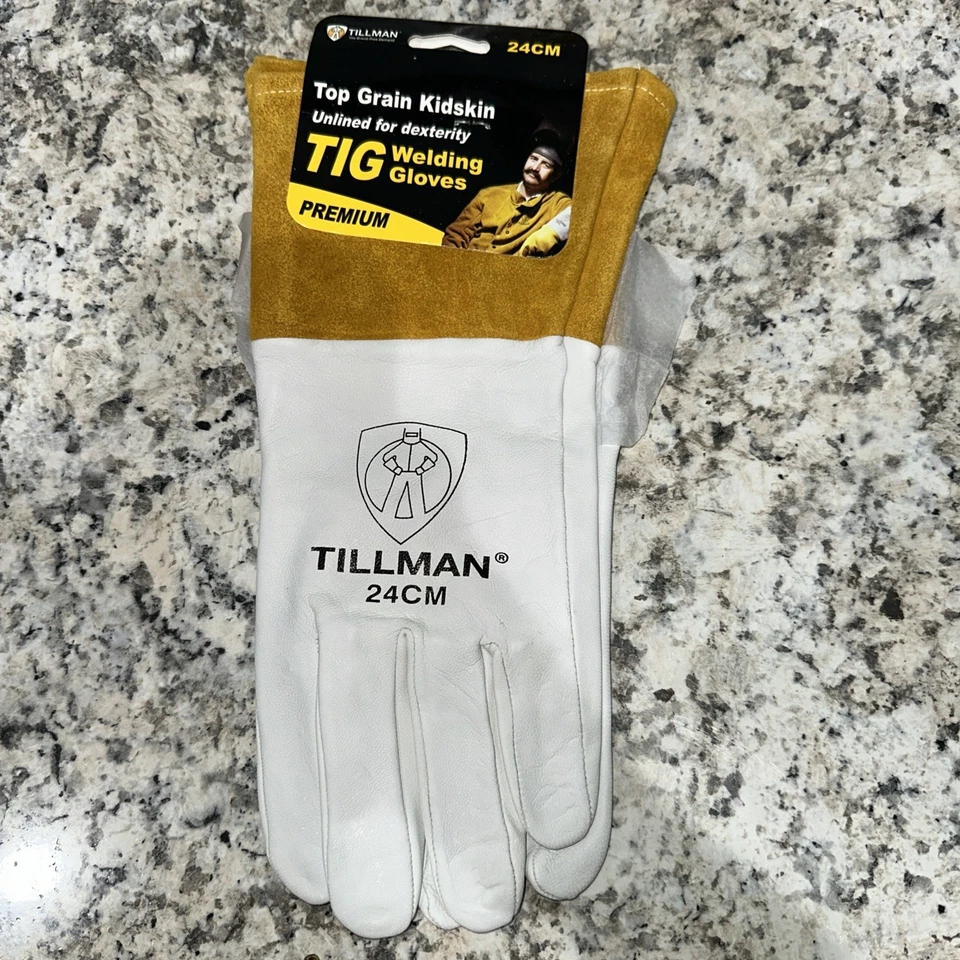 TILLMAN
24CM
Top Grain Kidskin
Unlined for dexterity
TIG Welding
Gloves
PREMIUM
TILLMAN®
24CM